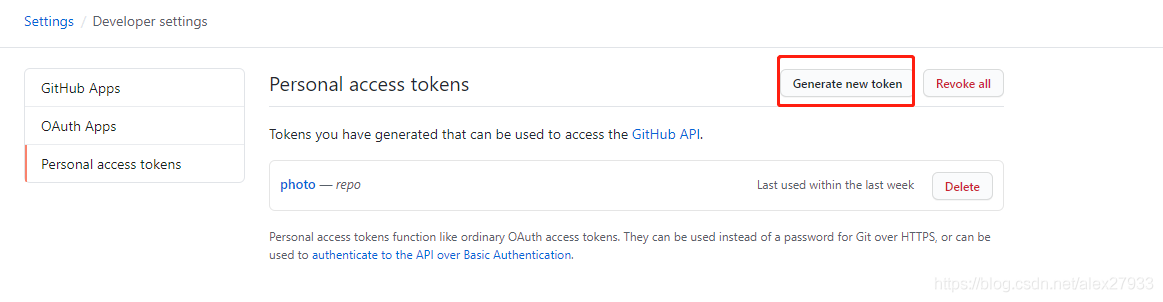 Settings / Developer settings
GitHub Apps
OAuth Apps
Personal access tokens
Personal access tokens
Generate new token
Revoke all
Tokens you have generated that can be used to access the GitHub API.
photo — repo
Last used within the last week
Delete
Personal access tokens function like ordinary OAuth access tokens. They can be used instead of a password for Git over HTTPS, or can be
used to authenticate to the API over Basic Authentication.
https://blog.csdn.net/alex27933